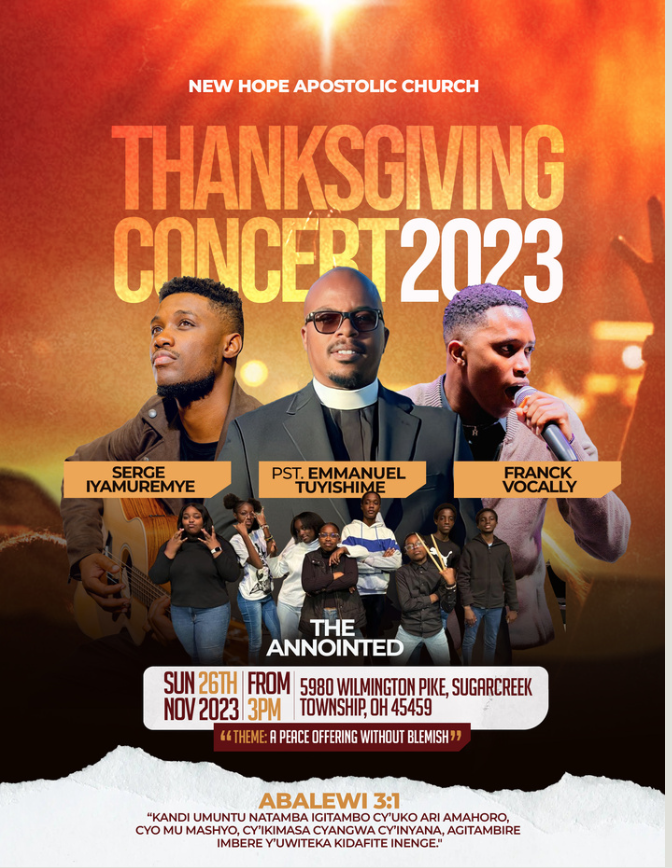 NEW HOPE APOSTOLIC CHURCH
THANKSGIVING
CONCERT 2023
SERGE
IYAMUREMYE
PST. EMMANUEL
TUYISHIME
FRANCK
VOCALLY
THE
ANNOINTED
SUN 26TH
NOV 2023
FROM
3PM
5980 WILMINGTON PIKE, SUGARCREEK
TOWNSHIP, OH 45459
“THEME: A PEACE OFFERING WITHOUT BLEMISH”
ABALEWI 3:1
“KANDI UMUNTU NATAMBA IGITAMBO CY'UKO ARI AMAHORO,
CYO MU MASHYO, CY'IKIMASA CYANGWA CY'INYANA, AGITAMBIRE
IMBERE Y'UWITEKA KIDAFITE INENGE."